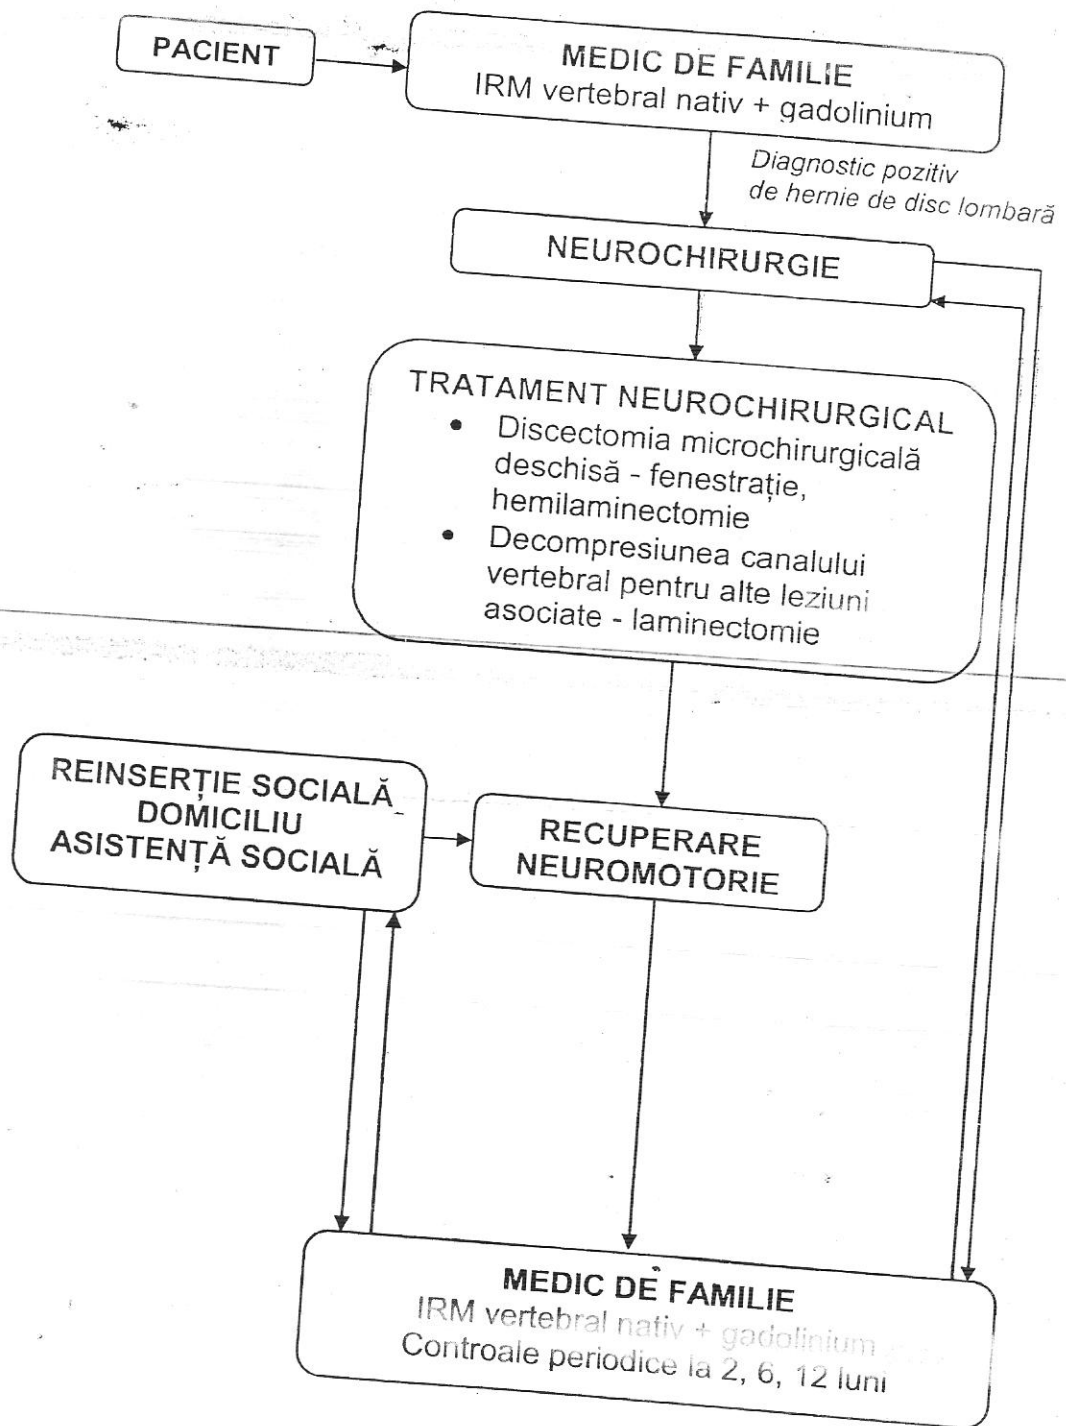 PACIENT
MEDIC DE FAMILIE
IRM vertebral nativ + gadolinium
Diagnostic pozitiv
de hernie de disc lombară
NEUROCHIRURGIE
TRATAMENT NEUROCHIRURGICAL
• Discectomia microchirurgicală
deschisă - fenestrație,
hemilaminectomie
• Decompresiunea canalului
vertebral pentru alte leziuni
asociate - laminectomie
REINSERȚIE SOCIALĂ
DOMICILIU
ASISTENȚĂ SOCIALĂ
RECUPERARE
NEUROMOTORIE
MEDIC DE FAMILIE
IRM vertebral nativ + gadolinium
Controale periodice la 2, 6, 12 luni